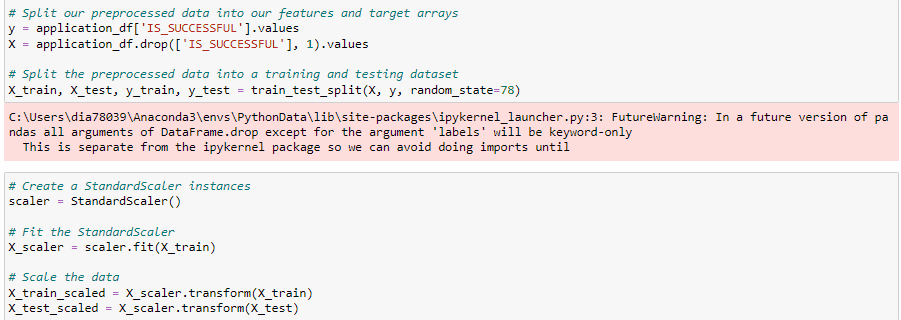 # Split our preprocessed data into our features and target arrays
y = application_df['IS_SUCCESSFUL'].values
X = application_df.drop(['IS_SUCCESSFUL'], 1).values
# Split the preprocessed data into a training and testing dataset
X_train, X_test, y_train, y_test = train_test_split(X, y, random_state=78)
C:\Users\dia78039\Anaconda3\envs\PythonData\lib\site-packages\ipykernel_launcher.py:3: FutureWarning: In a future version of pa
ndas all arguments of DataFrame.drop except for the argument 'labels' will be keyword-only
  This is separate from the ipykernel package so we can avoid doing imports until
# Create a StandardScaler instances
scaler = StandardScaler()
# Fit the StandardScaler
X_scaler = scaler.fit(X_train)
# Scale the data
X_train_scaled = X_scaler.transform(X_train)
X_test_scaled = X_scaler.transform(X_test)